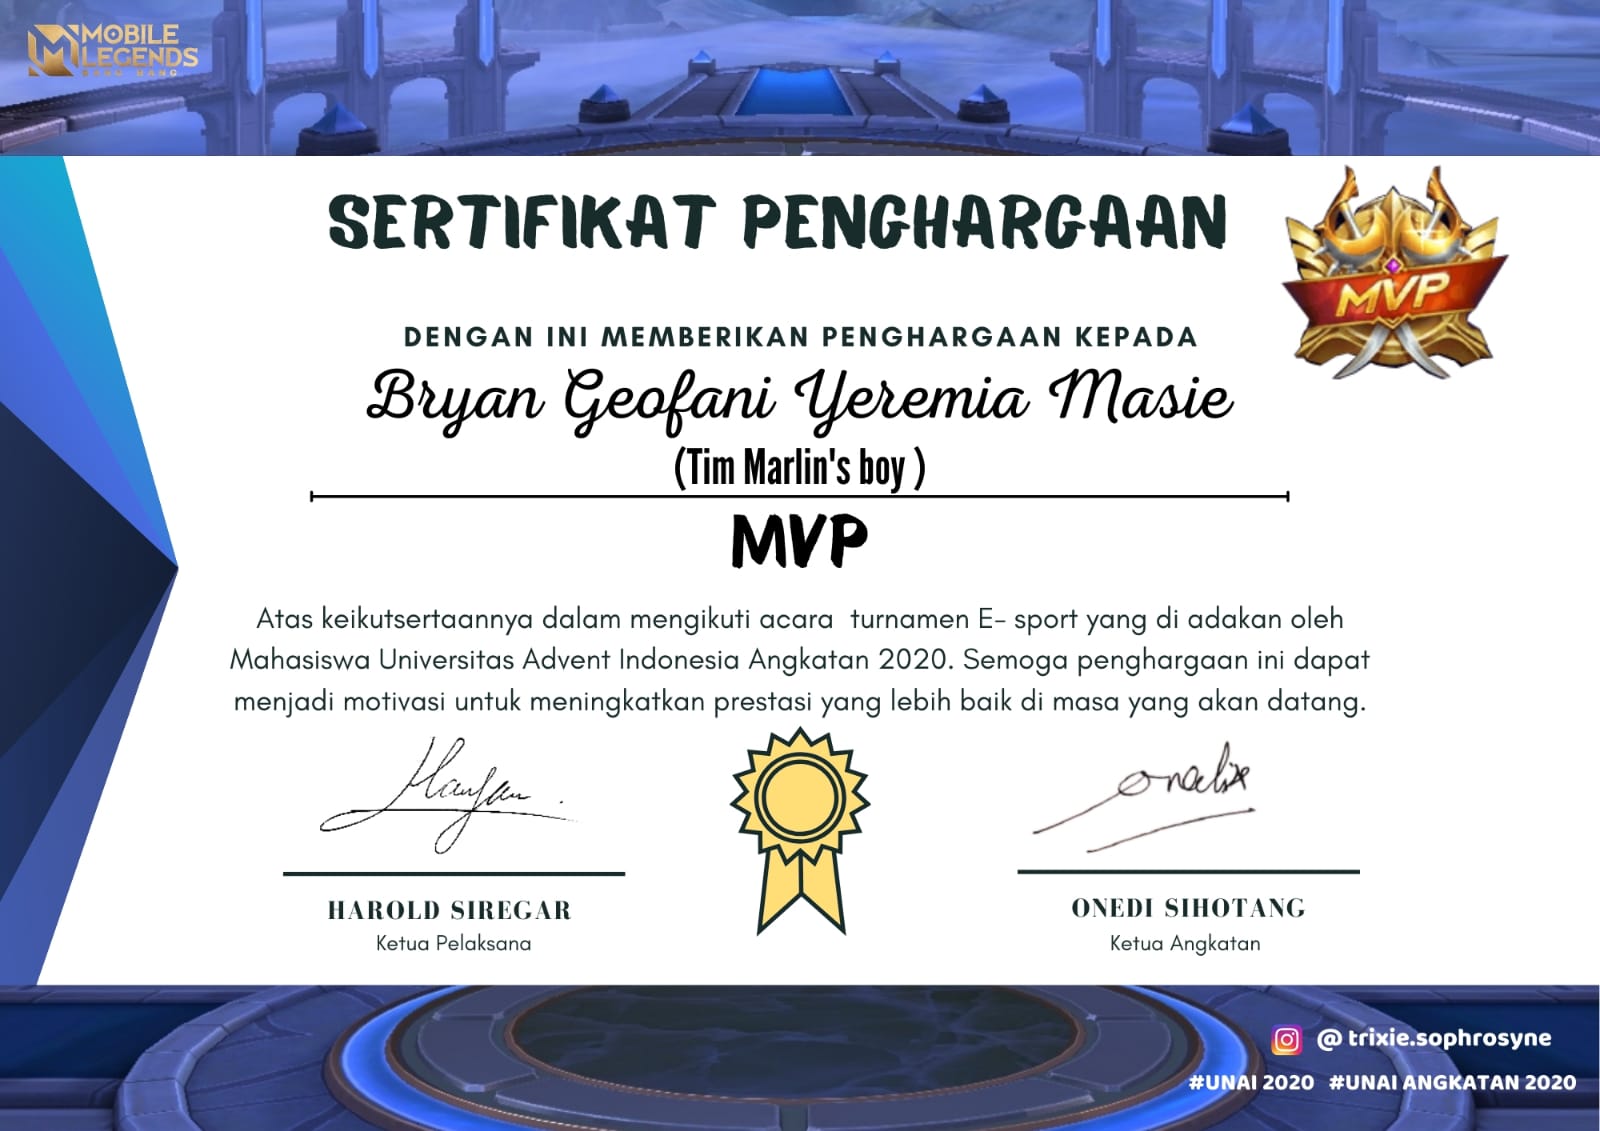 MOBILE
LEGENDS
BANG BANG
SERTIFIKAT PENGHARGAAN
MVP
DENGAN INI MEMBERIKAN PENGHARGAAN KEPADA
Bryan Geofani Yeremia Masie
(Tim Marlin's boy )
MVP
Atas keikutsertaannya dalam mengikuti acara  turnamen E- sport yang di adakan oleh
Mahasiswa Universitas Advent Indonesia Angkatan 2020. Semoga penghargaan ini dapat
menjadi motivasi untuk meningkatkan prestasi yang lebih baik di masa yang akan datang.
HAROLD SIREGAR
Ketua Pelaksana
ONEDI SIHOTANG
Ketua Angkatan
@ trixie.sophrosyne
#UNAI 2020 #UNAI ANGKATAN 2020